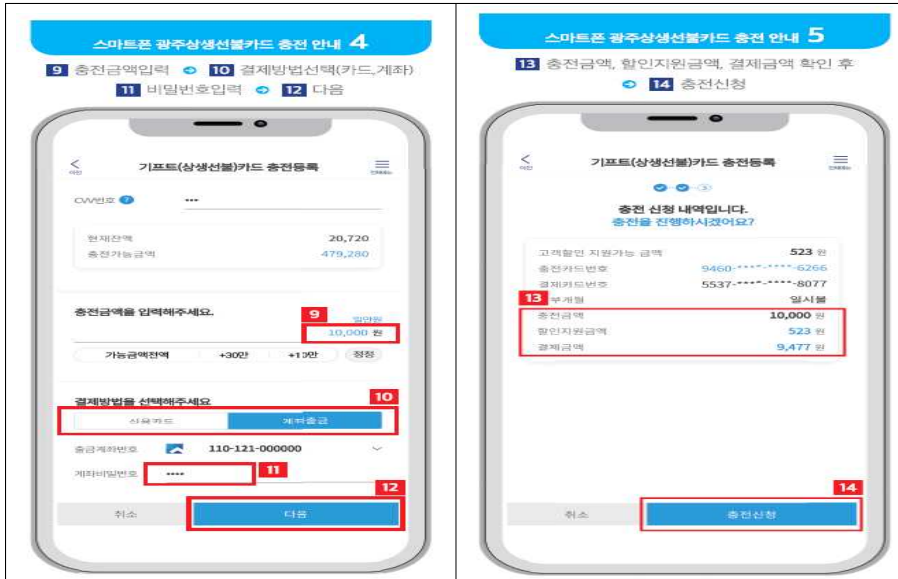 스마트폰 광주상생선불카드 충전 안내 4
9 충전금액입력 10 결제방법선택(카드,계좌)
11 비밀번호입력 12 다음
이전
기프트(상생선불)카드 충전등록
CVV번호 ? •••
현재잔액 20,720
충전가능금액 479,280
충전금액을 입력해주세요.
9
일만원
10,000 원
가능금액전액 +30만 +10만 정정
결제방법을 선택해주세요
10
신용카드 계좌출금
출금계좌번호 110-121-000000
계좌비밀번호 ••••
11
12
취소 다음
스마트폰 광주상생선불카드 충전 안내 5
13 충전금액, 할인지원금액, 결제금액 확인 후
14 충전신청
이전
기프트(상생선불)카드 충전등록
3
충전 신청 내역입니다.
충전을 진행하시겠어요?
고객할인 지원가능 금액 523 원
충전카드번호 9460-****-****-6266
결제카드번호 5537-****-****-8077
13 부개월 일시불
충전금액 10,000 원
할인지원금액 523 원
결제금액 9,477 원
14
취소 충전신청